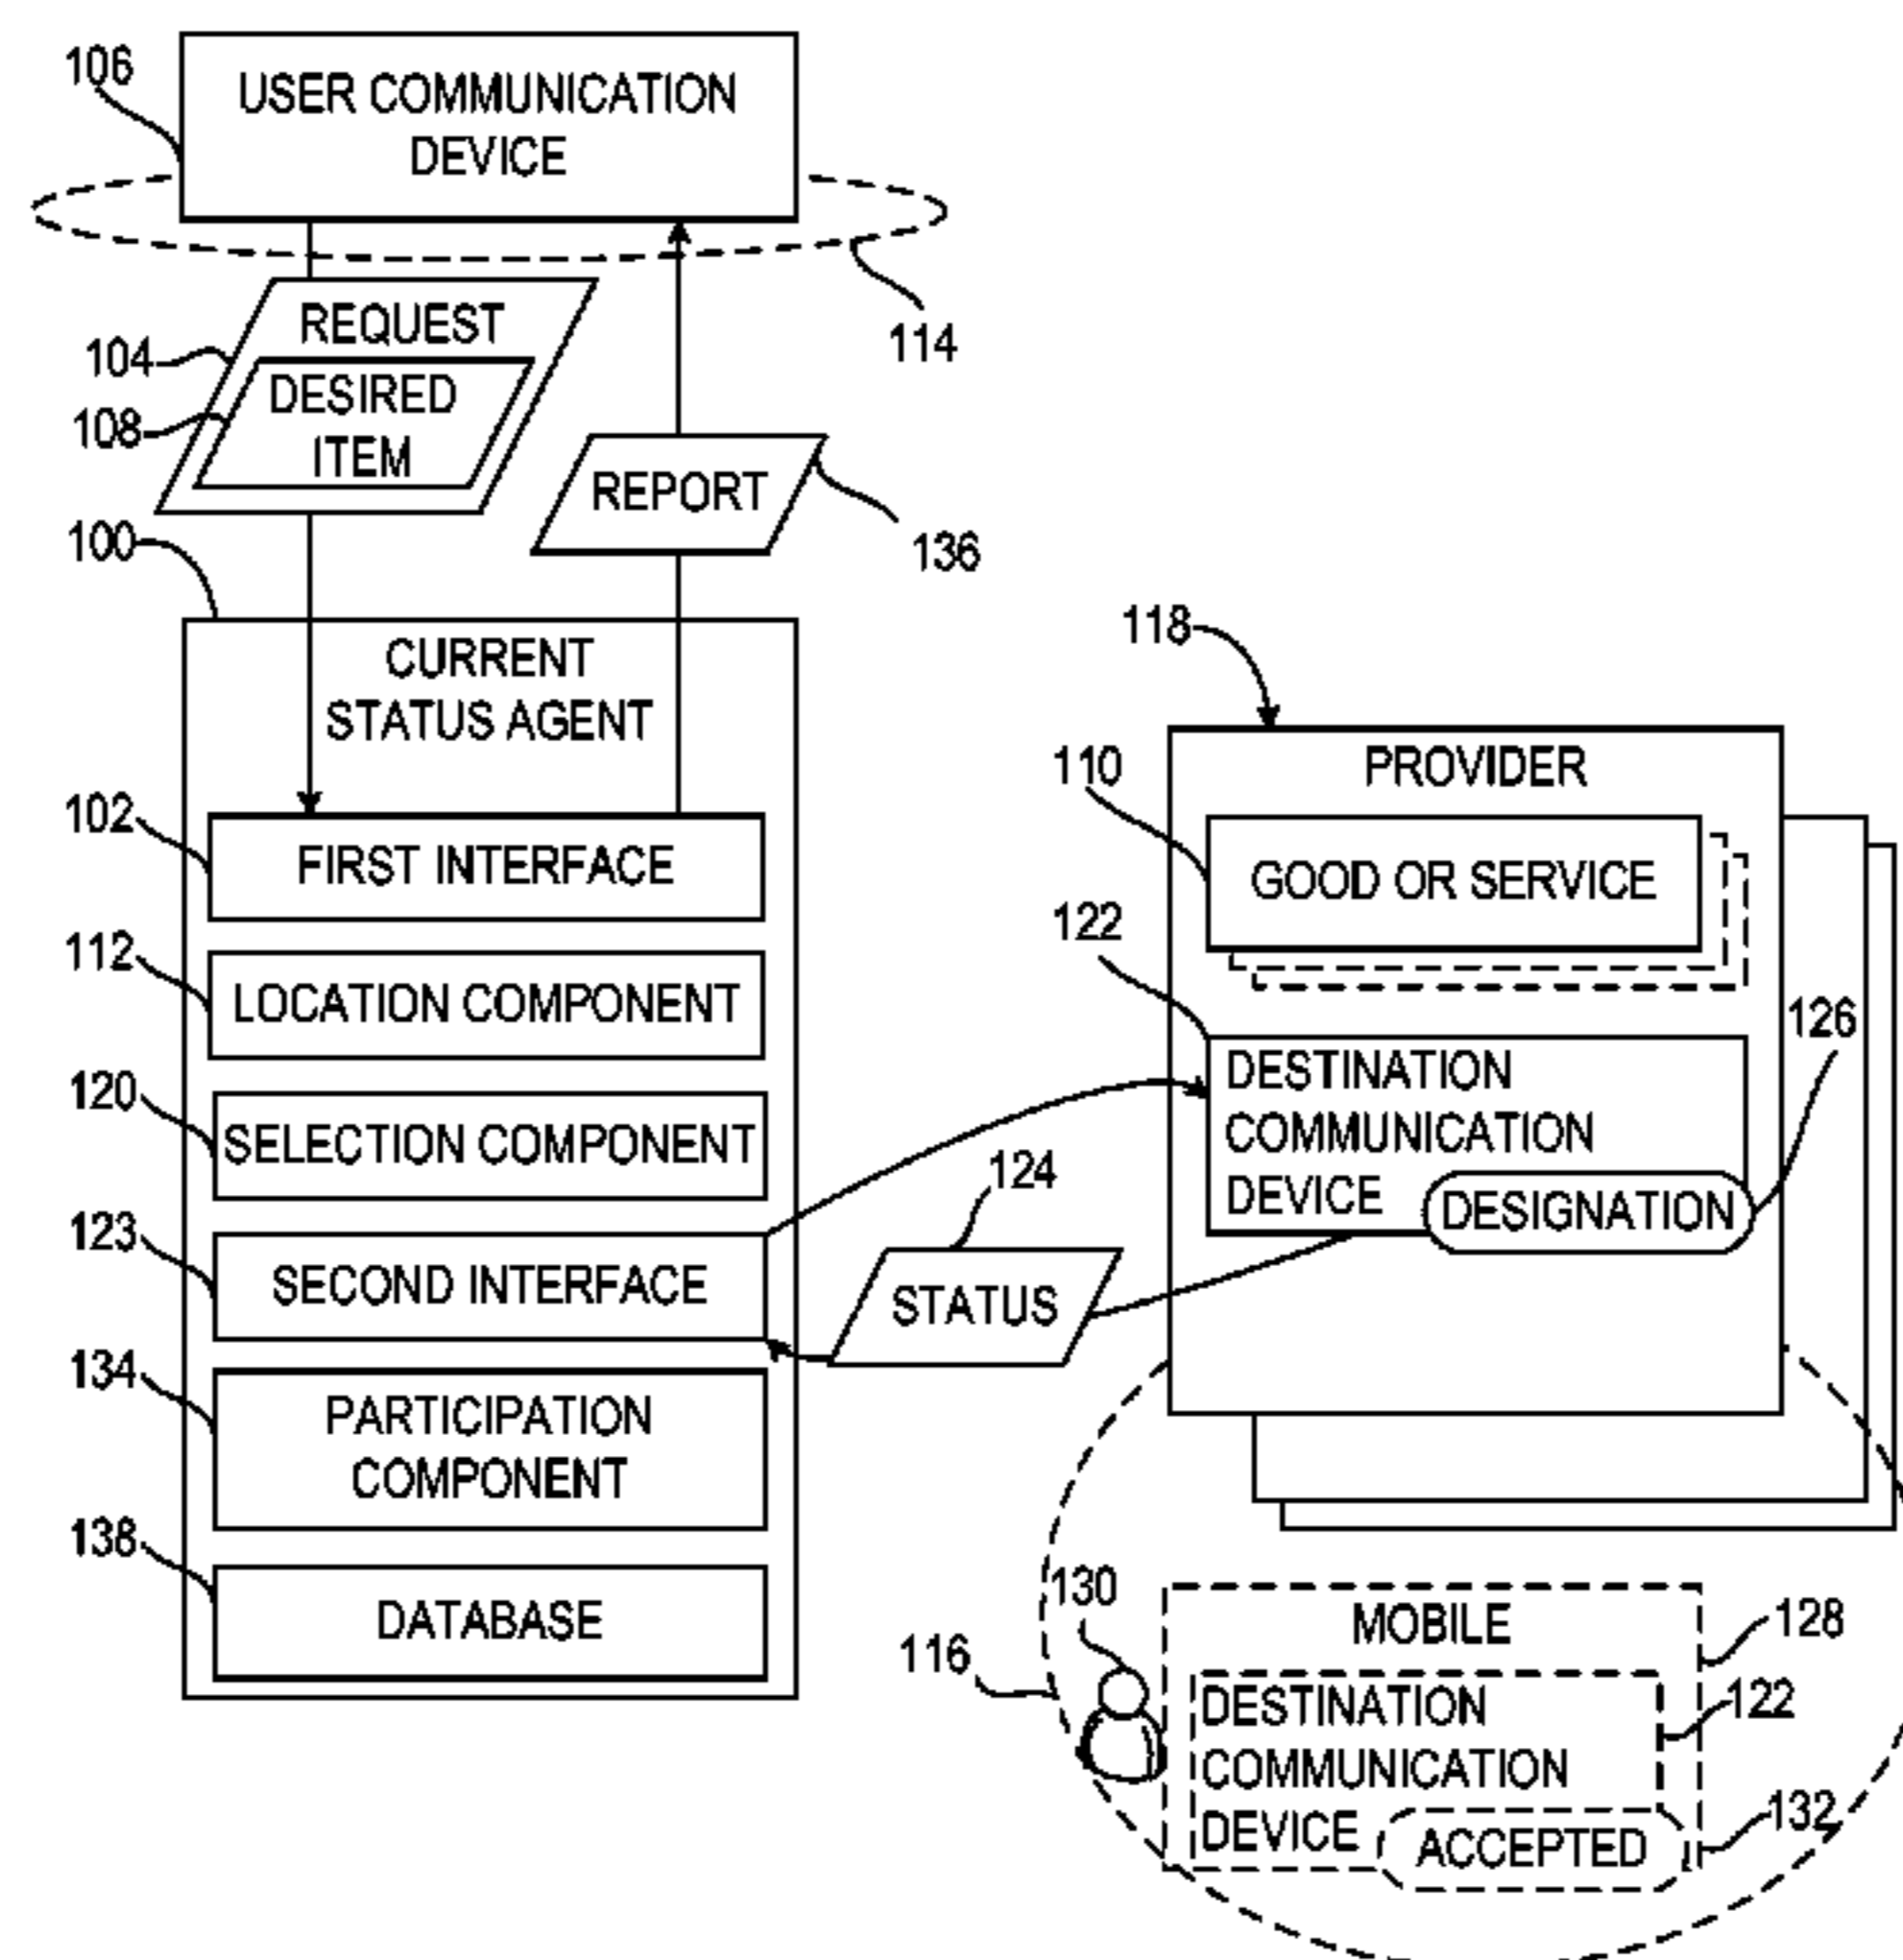 106
USER COMMUNICATION
DEVICE
114
REQUEST
104
DESIRED
108
ITEM
REPORT
136
100
CURRENT
STATUS AGENT
102
FIRST INTERFACE
112
LOCATION COMPONENT
120
SELECTION COMPONENT
123
SECOND INTERFACE
134
PARTICIPATION
COMPONENT
138
DATABASE
124
STATUS
118
PROVIDER
110
GOOD OR SERVICE
122
126
DESTINATION
COMMUNICATION
DEVICE
DESIGNATION
130
116
MOBILE
128
DESTINATION
122
COMMUNICATION
DEVICE
132
ACCEPTED